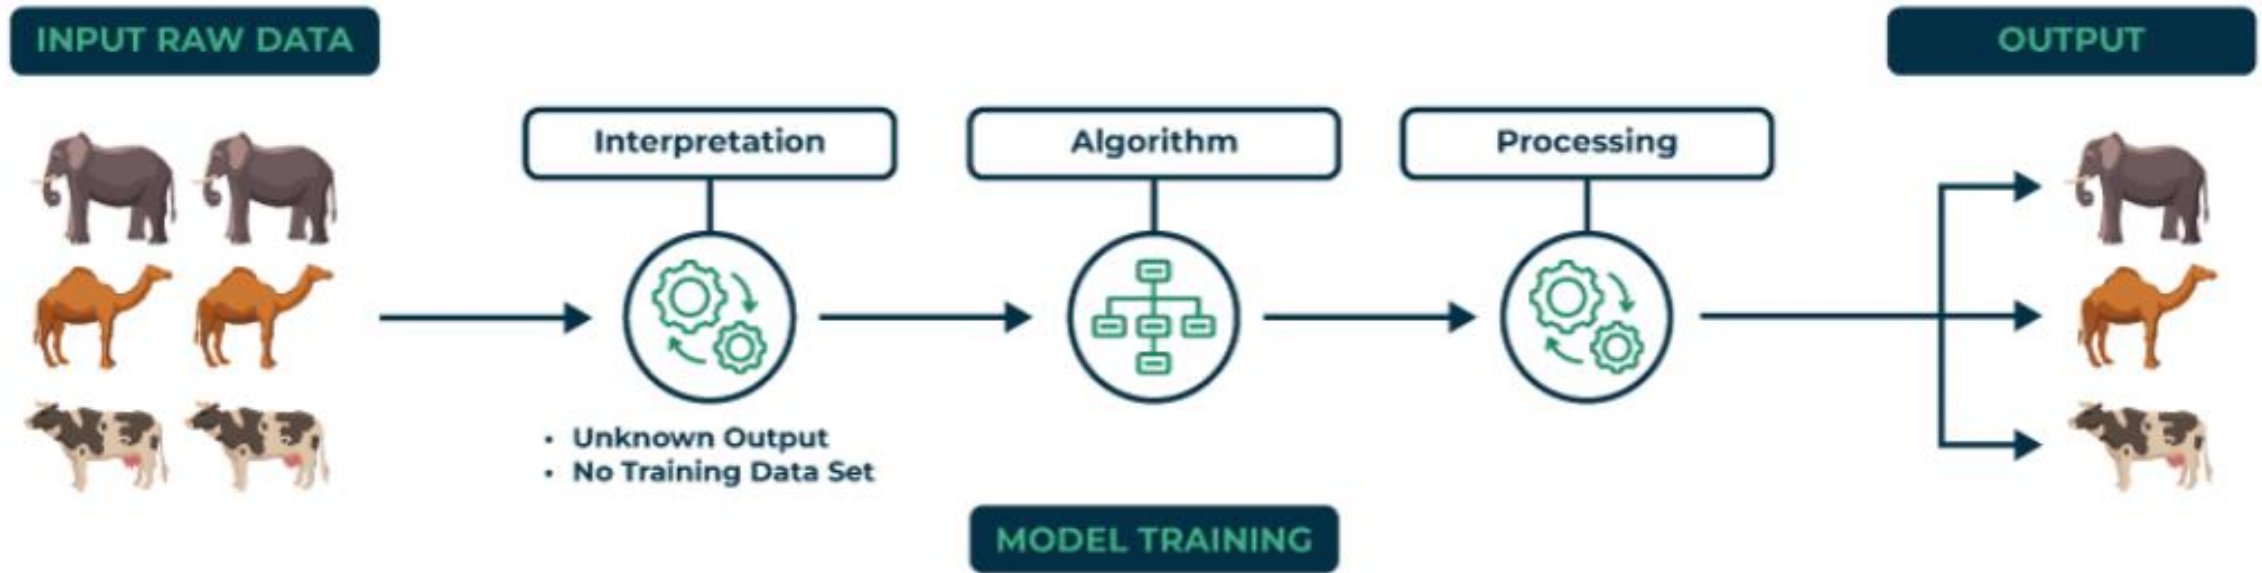 INPUT RAW DATA
OUTPUT
Interpretation
Algorithm
Processing
• Unknown Output
• No Training Data Set
MODEL TRAINING